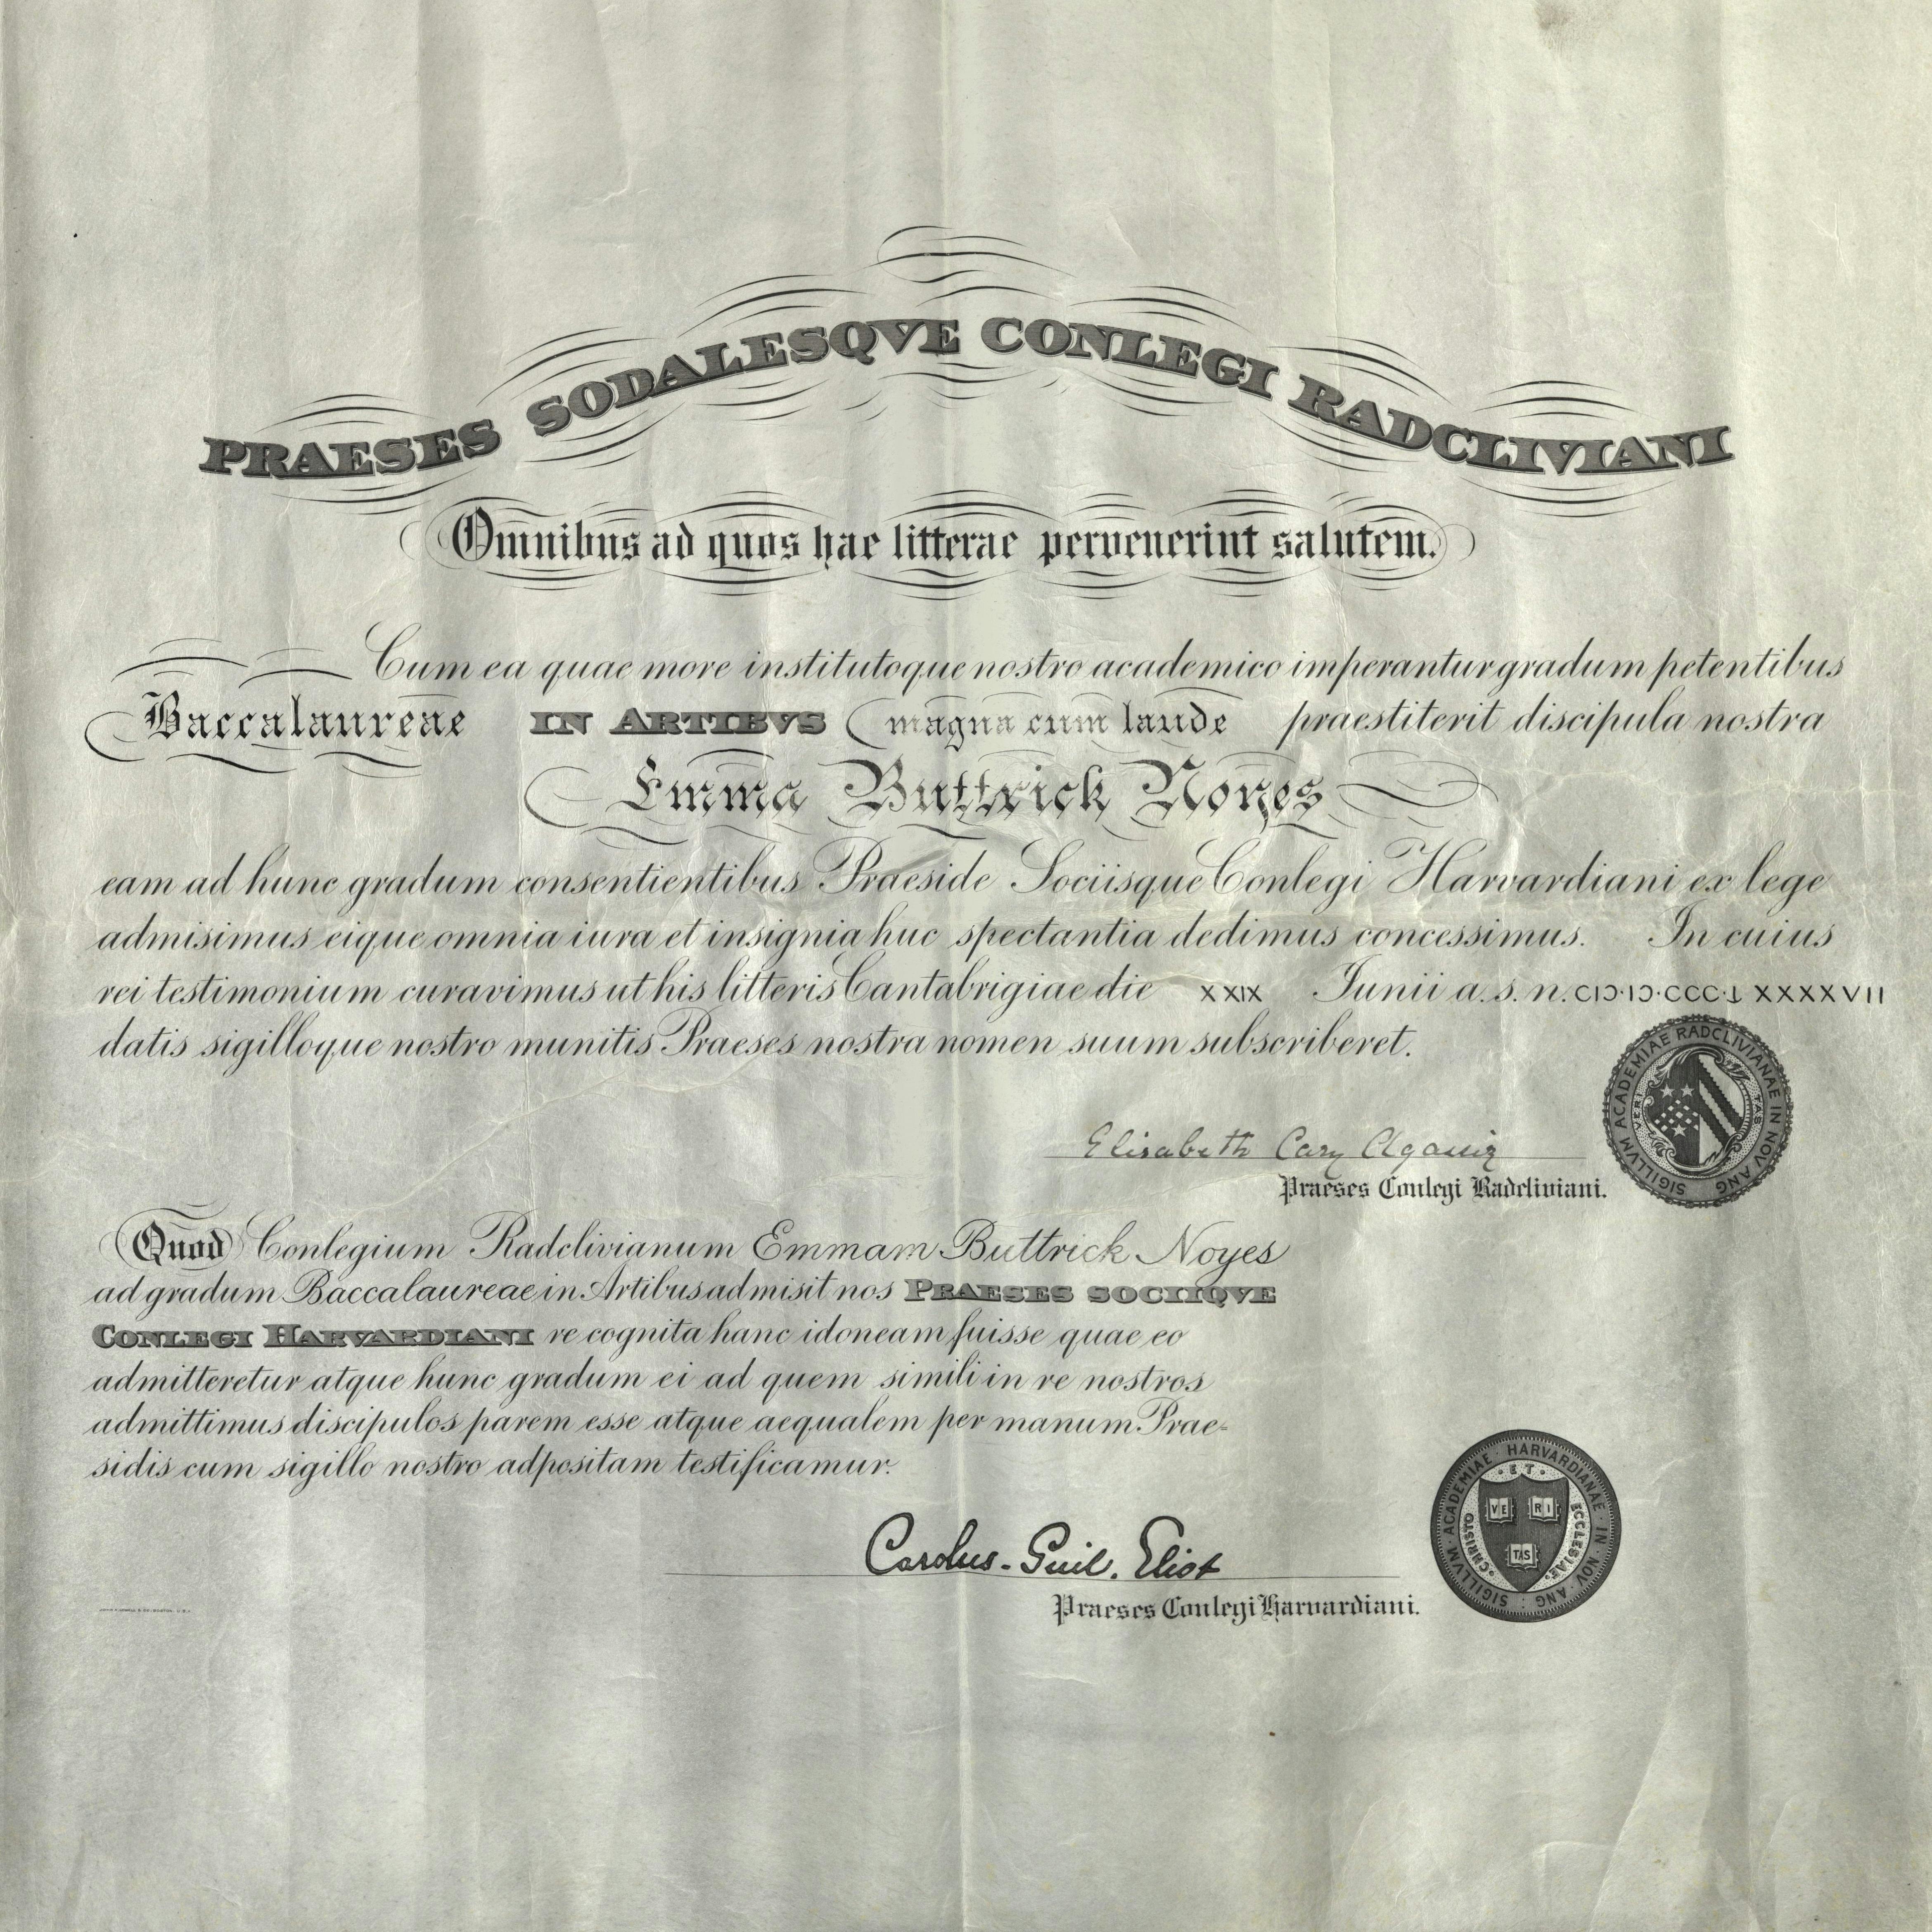 PRAESES SODALESQVE CONLEGI RADCLIVIANI
Omnibus ad quos hae litterae pervenerint salutem.
Cum ea quae more institutoque nostro academico imperantur gradum petentibus
Baccalaureae IN ARTIBVS magna cum laude praestiterit discipula nostra
Emma Buttrick Noyes
eam ad hunc gradum consentientibus Praeside Sociisque Conlegi Harvardiani ex lege
admisimus eique omnia iura et insignia huc spectantia dedimus concessimus. In cuius
rei testimonium curavimus ut his litteris Cantabrigiae die XXIX Junii a. s. n. CIↃ·IↃ·CCC·⊥XXXXVII
datis sigilloque nostro munitis Praeses nostra nomen suum subscriberet.
SIGILLVM ACADEMIAE RADCLIVIANAE IN NOV ANG
VERI TAS
Elisabeth Cary Agassiz
Praeses Conlegi Radcliviani.
Quod Conlegium Radclivianum Emmam Buttrick Noyes
ad gradum Baccalaureae in Artibus admisit nos PRAESES SOCIIQVE
CONLEGI HARVARDIANI re cognita hanc idoneam fuisse quae eo
admitteretur atque hunc gradum ei ad quem simili in re nostros
admittimus discipulos parem esse atque aequalem per manum Prae-
sidis cum sigillo nostro adpositam testificamur.
SIGILLVM · ACADEMIAE · HARVARDIANAE · IN · NOV · ANG :
· CHRISTO · ET · ECCLESIAE ·
VE RI TAS
Carolus-Guil. Eliot
Praeses Conlegi Harvardiani.